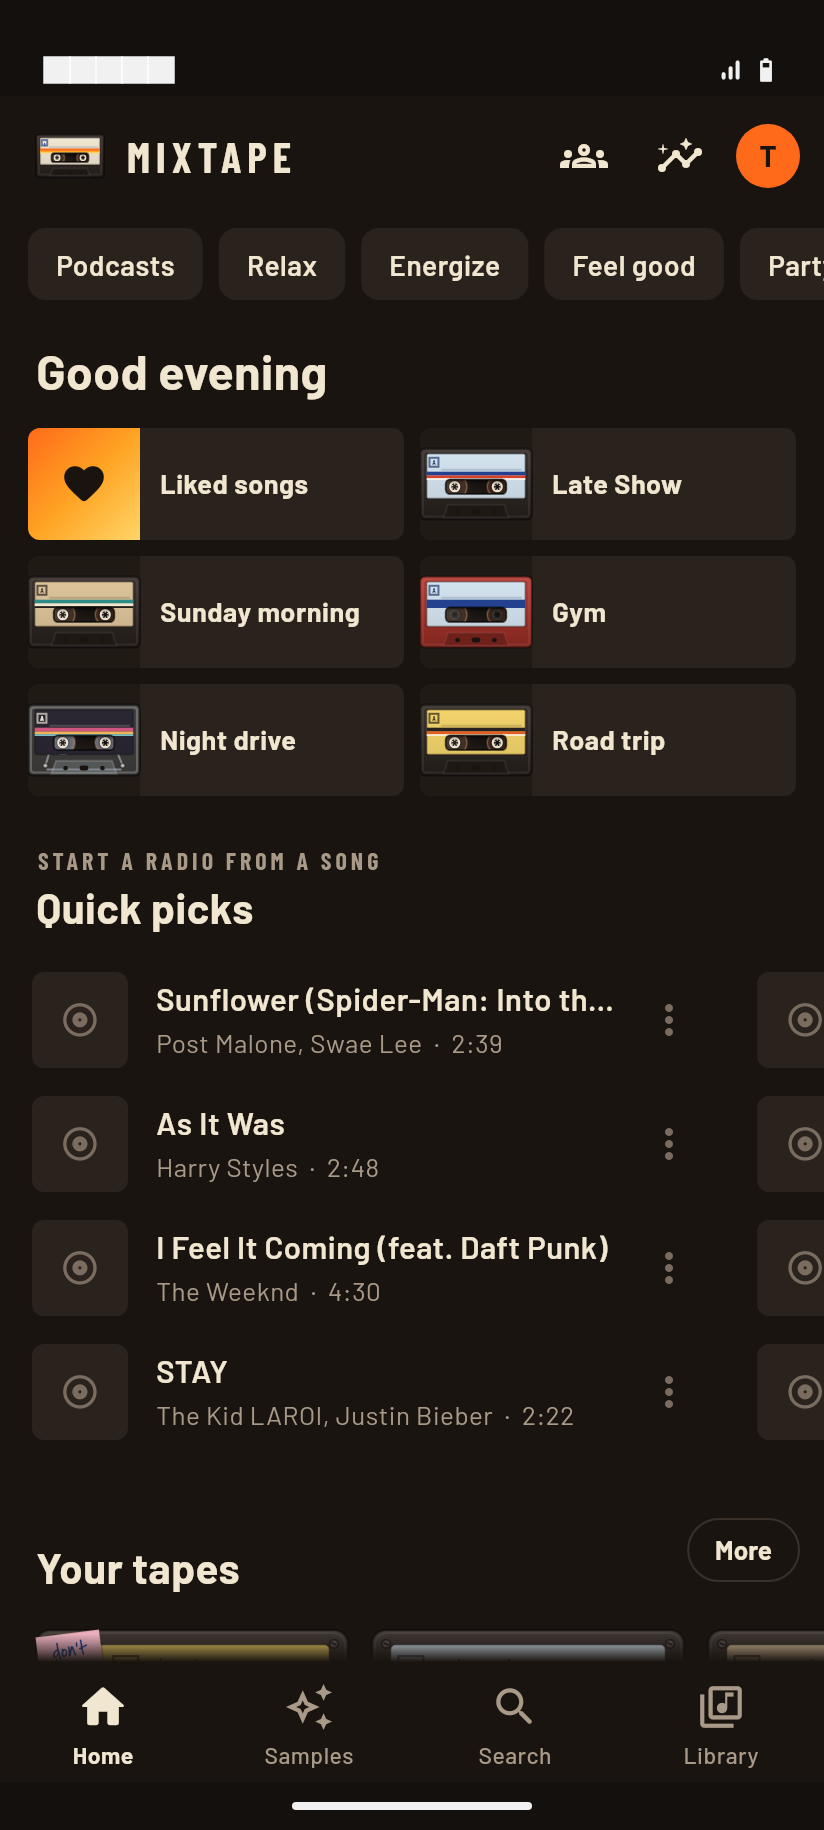 MIXTAPE
T
Podcasts
Relax
Energize
Feel good
Party
Good evening
Liked songs
Late Show
Sunday morning
Gym
Night drive
Road trip
START A RADIO FROM A SONG
Quick picks
Sunflower (Spider-Man: Into th...
Post Malone, Swae Lee · 2:39
As It Was
Harry Styles · 2:48
I Feel It Coming (feat. Daft Punk)
The Weeknd · 4:30
STAY
The Kid LAROI, Justin Bieber · 2:22
Your tapes
More
don't
Home
Samples
Search
Library